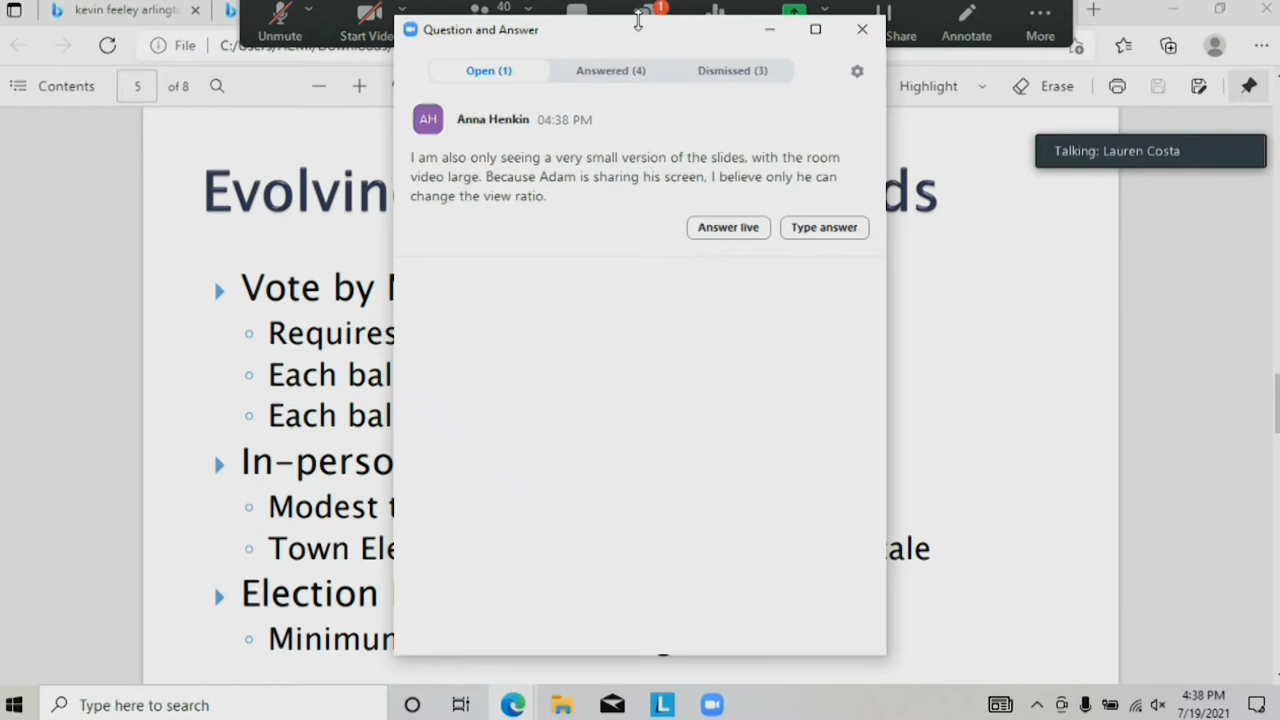 kevin feeley arlingt
40
1
Unmute
Start Vide
Share
Annotate
More
Question and Answer
File
Open (1)
Answered (4)
Dismissed (3)
Contents
5
of 8
Highlight
Erase
AH
Anna Henkin 04:38 PM
Talking: Lauren Costa
I am also only seeing a very small version of the slides, with the room
video large. Because Adam is sharing his screen, I believe only he can
change the view ratio.
Answer live
Type answer
Evolvin
ds
Vote by
Requires
Each bal
Each bal
In-perso
Modest
Town Ele
ale
Election
Minimun
Type here to search
L
4:38 PM
7/19/2021